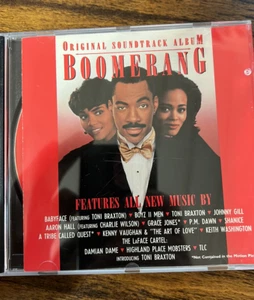 ORIGINAL SOUNDTRACK ALBUM
BOOMERANG
FEATURES ALL NEW MUSIC BY
BABYFACE (FEATURING TONI BRAXTON) ♥ BOYZ II MEN ♥ TONI BRAXTON ♥ JOHNNY GILL
AARON HALL (FEATURING CHARLIE WILSON) ♥ GRACE JONES* ♥ P.M. DAWN ♥ SHANICE
A TRIBE CALLED QUEST* ♥ KENNY VAUGHAN & "THE ART OF LOVE" ♥ KEITH WASHINGTON
THE LAFACE CARTEL:
DAMIAN DAME ♥ HIGHLAND PLACE MOBSTERS ♥ TLC
INTRODUCING TONI BRAXTON
*Not Contained in the Motion